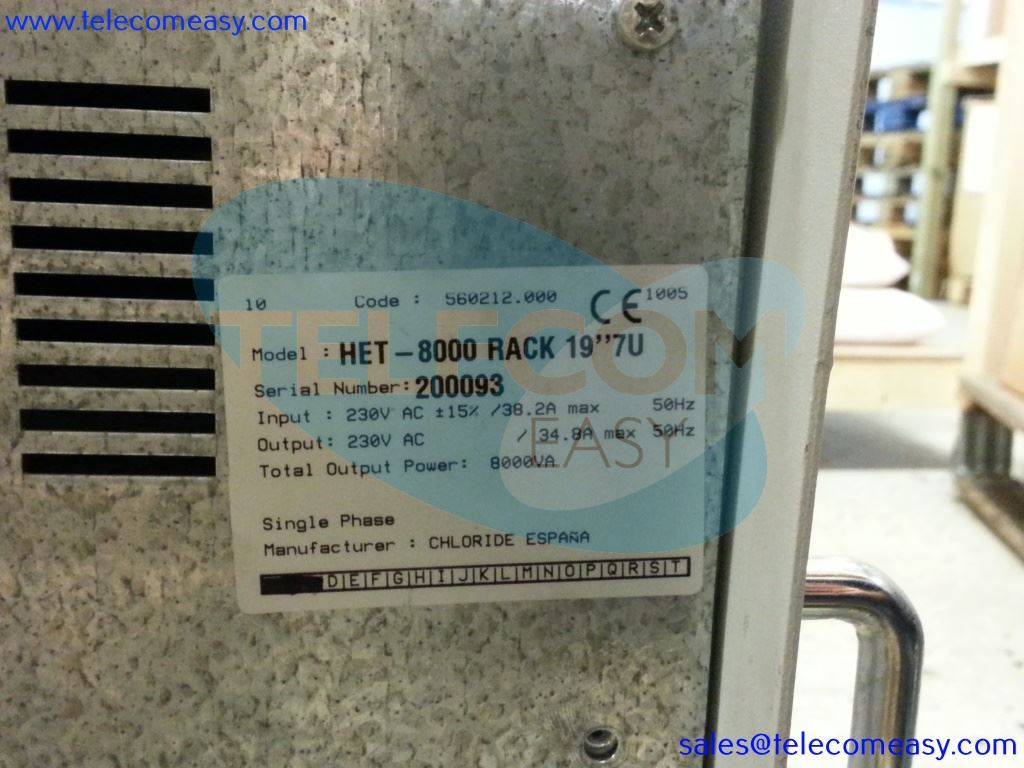 www.telecomeasy.com
10 Code : 560212.000 CE 1005
Model : HET-8000 RACK 19"7U
Serial Number: 200093
Input : 230V AC ±15% /38.2A max 50Hz
Output: 230V AC / 34.8A max 50Hz
Total Output Power: 8000VA
TELECOM
EASY
Single Phase
Manufacturer : CHLORIDE ESPAÑA
D E F G H I J K L M N O P Q R S T
sales@telecomeasy.com